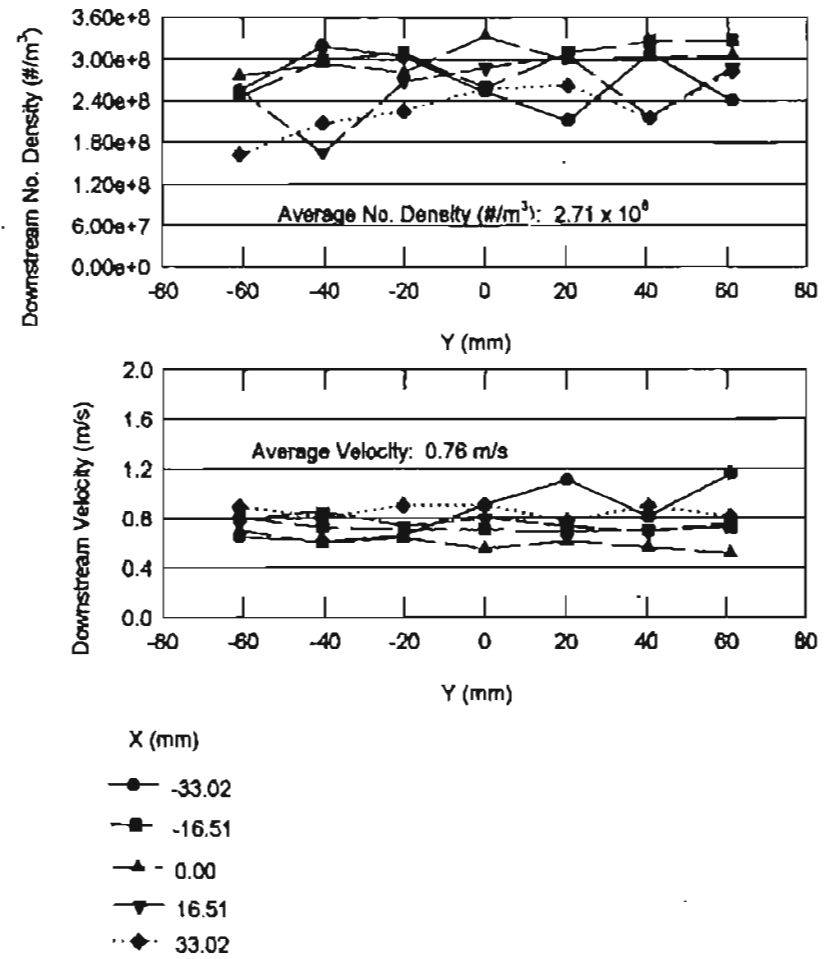 Downstream No. Density (#/m³)
3.60e+8
3.00e+8
2.40e+8
1.80e+8
1.20e+8
6.00e+7
0.00e+0
Average No. Density (#/m³): 2.71 x 10⁸
-80 -60 -40 -20 0 20 40 60 80
Y (mm)
Downstream Velocity (m/s)
2.0
1.6
1.2
0.8
0.4
0.0
Average Velocity: 0.76 m/s
-80 -60 -40 -20 0 20 40 60 80
Y (mm)
X (mm)
-33.02
-16.51
0.00
16.51
33.02